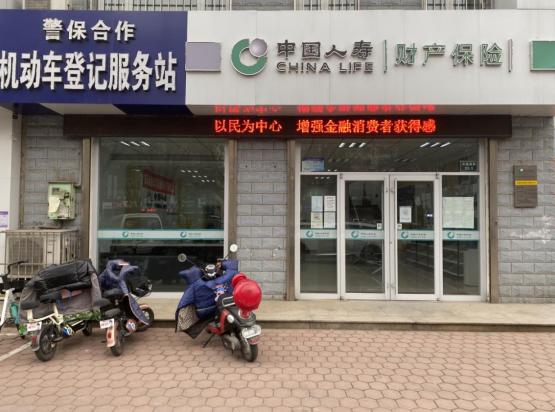 警保合作
机动车登记服务站
中国人寿
CHINA LIFE
财产保险
以民为中心 增强金融消费者获得感